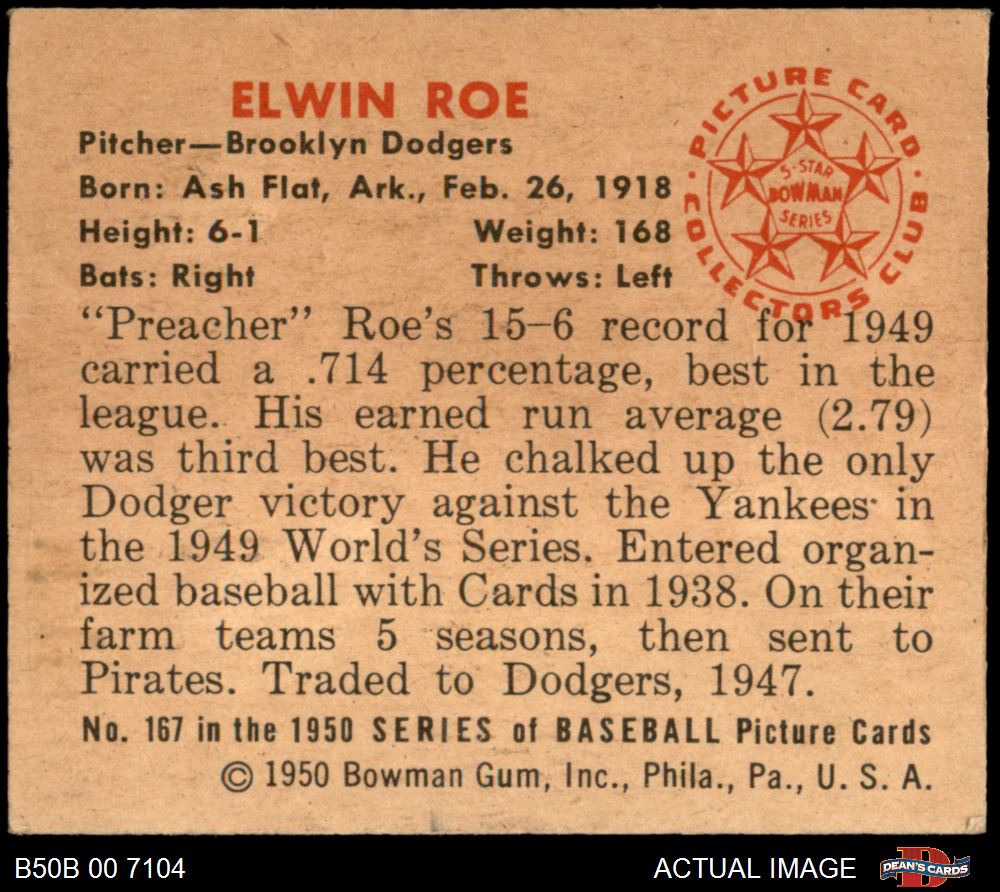 ELWIN ROE
Pitcher—Brooklyn Dodgers
Born: Ash Flat, Ark., Feb. 26, 1918
Height: 6-1 Weight: 168
Bats: Right Throws: Left
PICTURE CARD
COLLECTORS CLUB
5-STAR
BOWMAN
SERIES
"Preacher" Roe's 15–6 record for 1949
carried a .714 percentage, best in the
league. His earned run average (2.79)
was third best. He chalked up the only
Dodger victory against the Yankees in
the 1949 World's Series. Entered organ-
ized baseball with Cards in 1938. On their
farm teams 5 seasons, then sent to
Pirates. Traded to Dodgers, 1947.
No. 167 in the 1950 SERIES of BASEBALL Picture Cards
© 1950 Bowman Gum, Inc., Phila., Pa., U. S. A.
B50B 00 7104 ACTUAL IMAGE DEAN'S CARDS